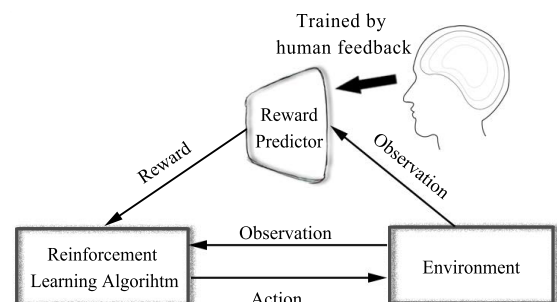 Trained by
human feedback
Reward
Predictor
Reward
Observation
Observation
Reinforcement
Learning Algorihtm
Environment
Action